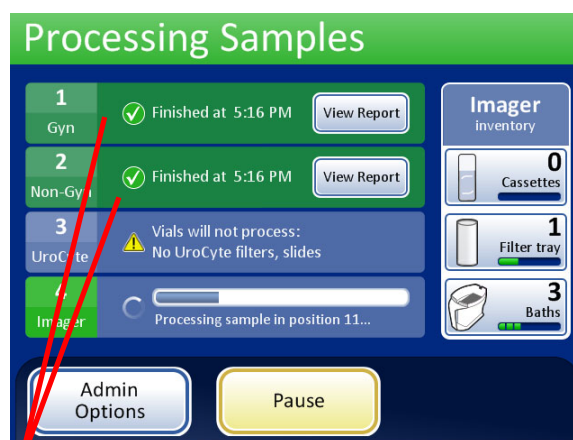 Processing Samples
1
Gyn
Finished at 5:16 PM
View Report
2
Non-Gyn
Finished at 5:16 PM
View Report
3
UroCyte
Vials will not process:
No UroCyte filters, slides
4
Imager
Processing sample in position 11...
Imager
inventory
0
Cassettes
1
Filter tray
3
Baths
Admin
Options
Pause